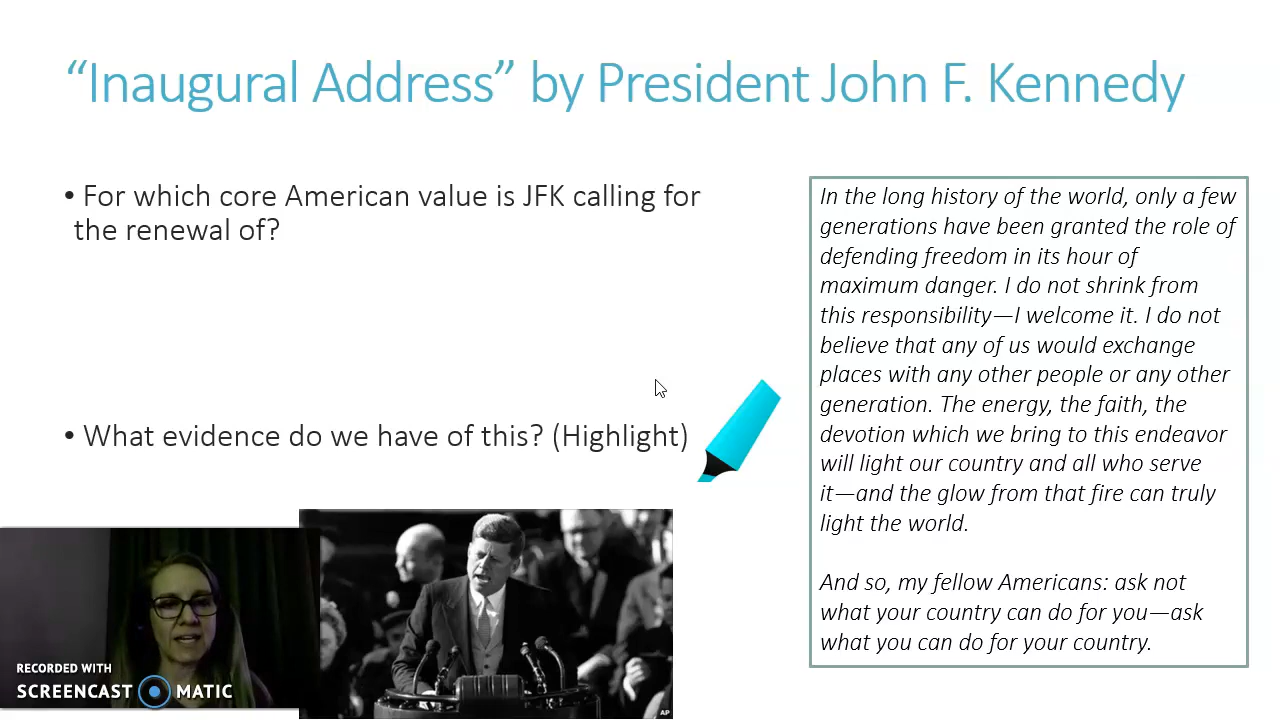 “Inaugural Address” by President John F. Kennedy
• For which core American value is JFK calling for
the renewal of?
• What evidence do we have of this? (Highlight)
In the long history of the world, only a few
generations have been granted the role of
defending freedom in its hour of
maximum danger. I do not shrink from
this responsibility—I welcome it. I do not
believe that any of us would exchange
places with any other people or any other
generation. The energy, the faith, the
devotion which we bring to this endeavor
will light our country and all who serve
it—and the glow from that fire can truly
light the world.
And so, my fellow Americans: ask not
what your country can do for you—ask
what you can do for your country.
RECORDED WITH
SCREENCAST MATIC
AP